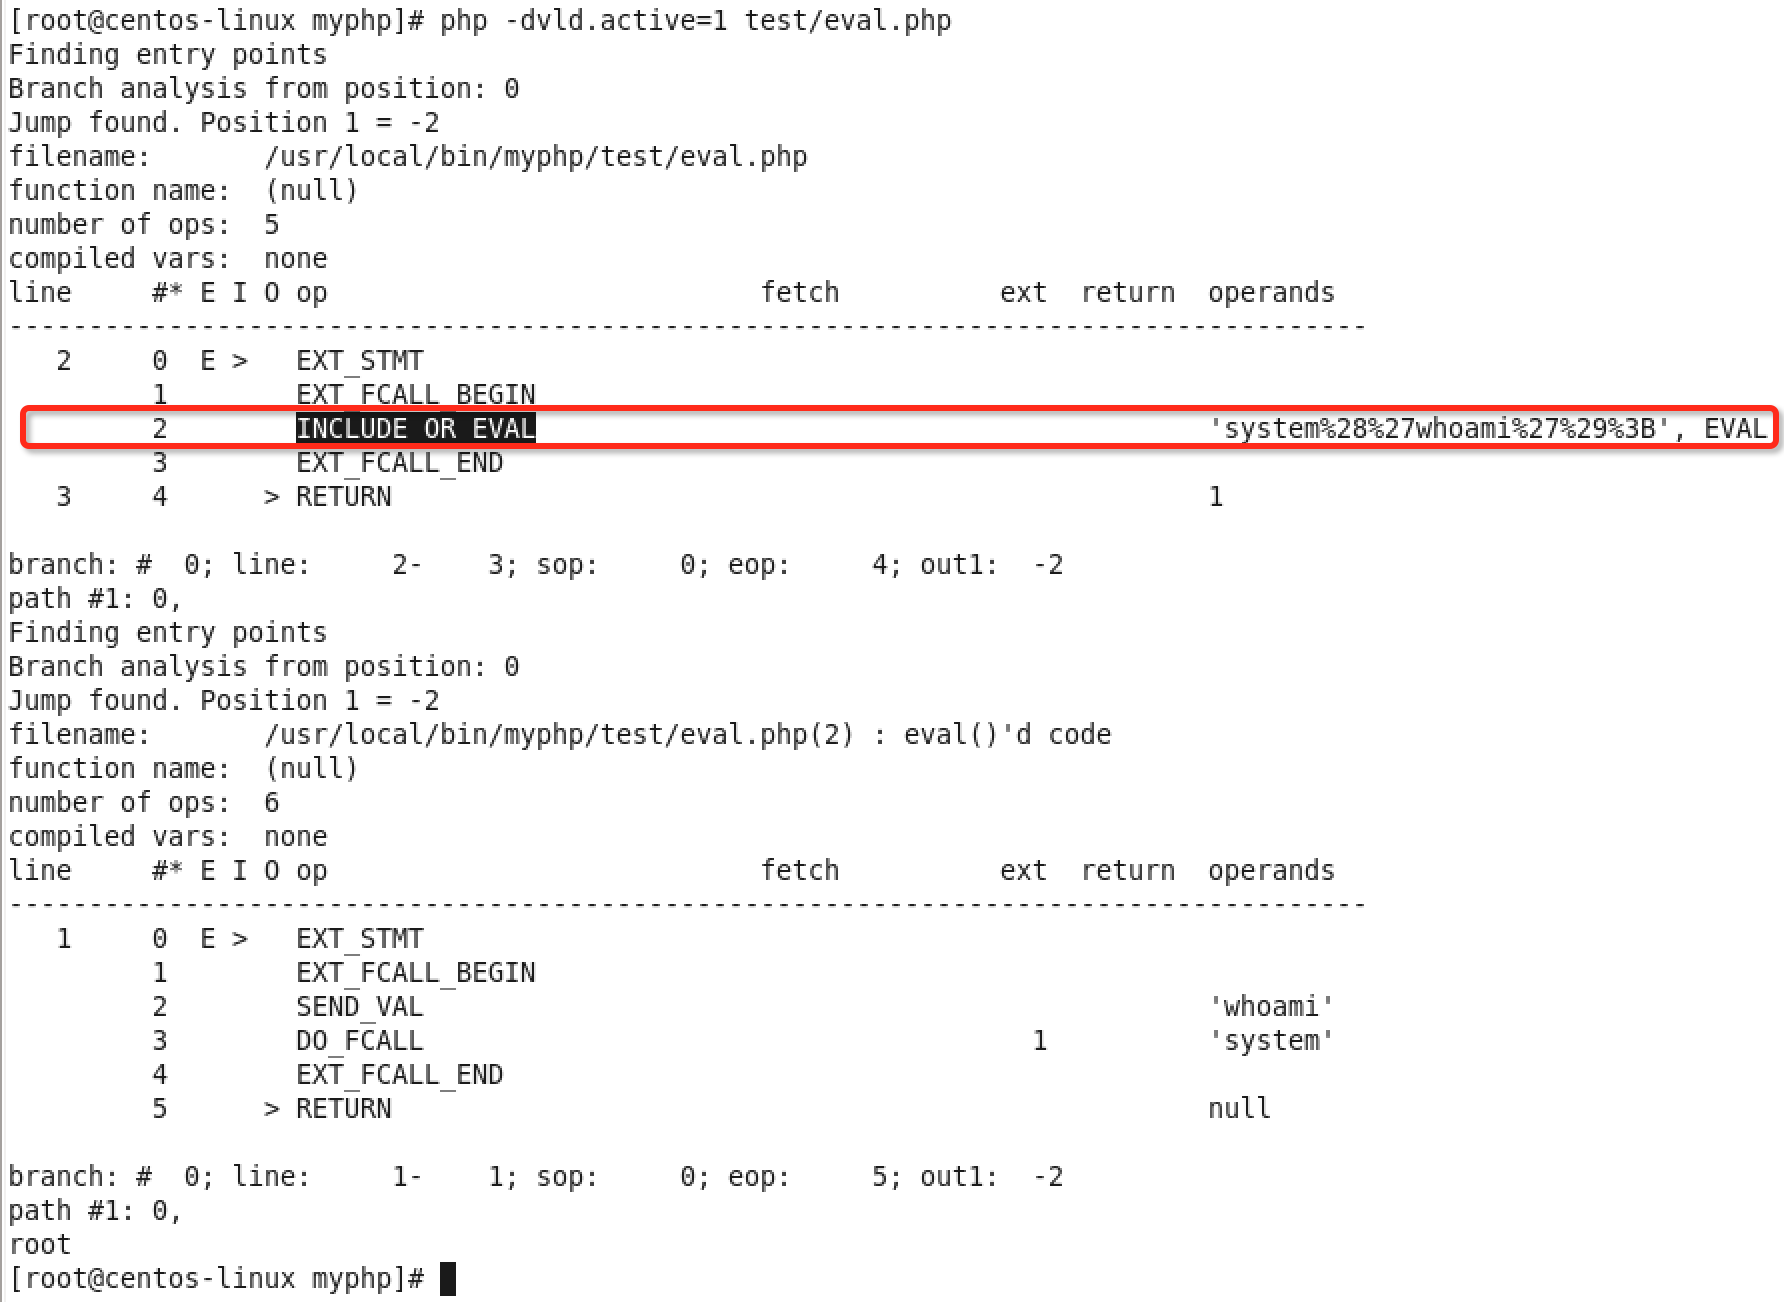 [root@centos-linux myphp]# php -dvld.active=1 test/eval.php
Finding entry points
Branch analysis from position: 0
Jump found. Position 1 = -2
filename:       /usr/local/bin/myphp/test/eval.php
function name:  (null)
number of ops:  5
compiled vars:  none
line     #* E I O op                           fetch          ext  return  operands
-------------------------------------------------------------------------------------
   2     0  E >   EXT_STMT
         1        EXT_FCALL_BEGIN
         2        INCLUDE_OR_EVAL                                          'system%28%27whoami%27%29%3B', EVAL
         3        EXT_FCALL_END
   3     4      > RETURN                                                   1
branch: #  0; line:     2-    3; sop:     0; eop:     4; out1:  -2
path #1: 0,
Finding entry points
Branch analysis from position: 0
Jump found. Position 1 = -2
filename:       /usr/local/bin/myphp/test/eval.php(2) : eval()'d code
function name:  (null)
number of ops:  6
compiled vars:  none
line     #* E I O op                           fetch          ext  return  operands
-------------------------------------------------------------------------------------
   1     0  E >   EXT_STMT
         1        EXT_FCALL_BEGIN
         2        SEND_VAL                                                 'whoami'
         3        DO_FCALL                                      1          'system'
         4        EXT_FCALL_END
         5      > RETURN                                                   null
branch: #  0; line:     1-    1; sop:     0; eop:     5; out1:  -2
path #1: 0,
root
[root@centos-linux myphp]#